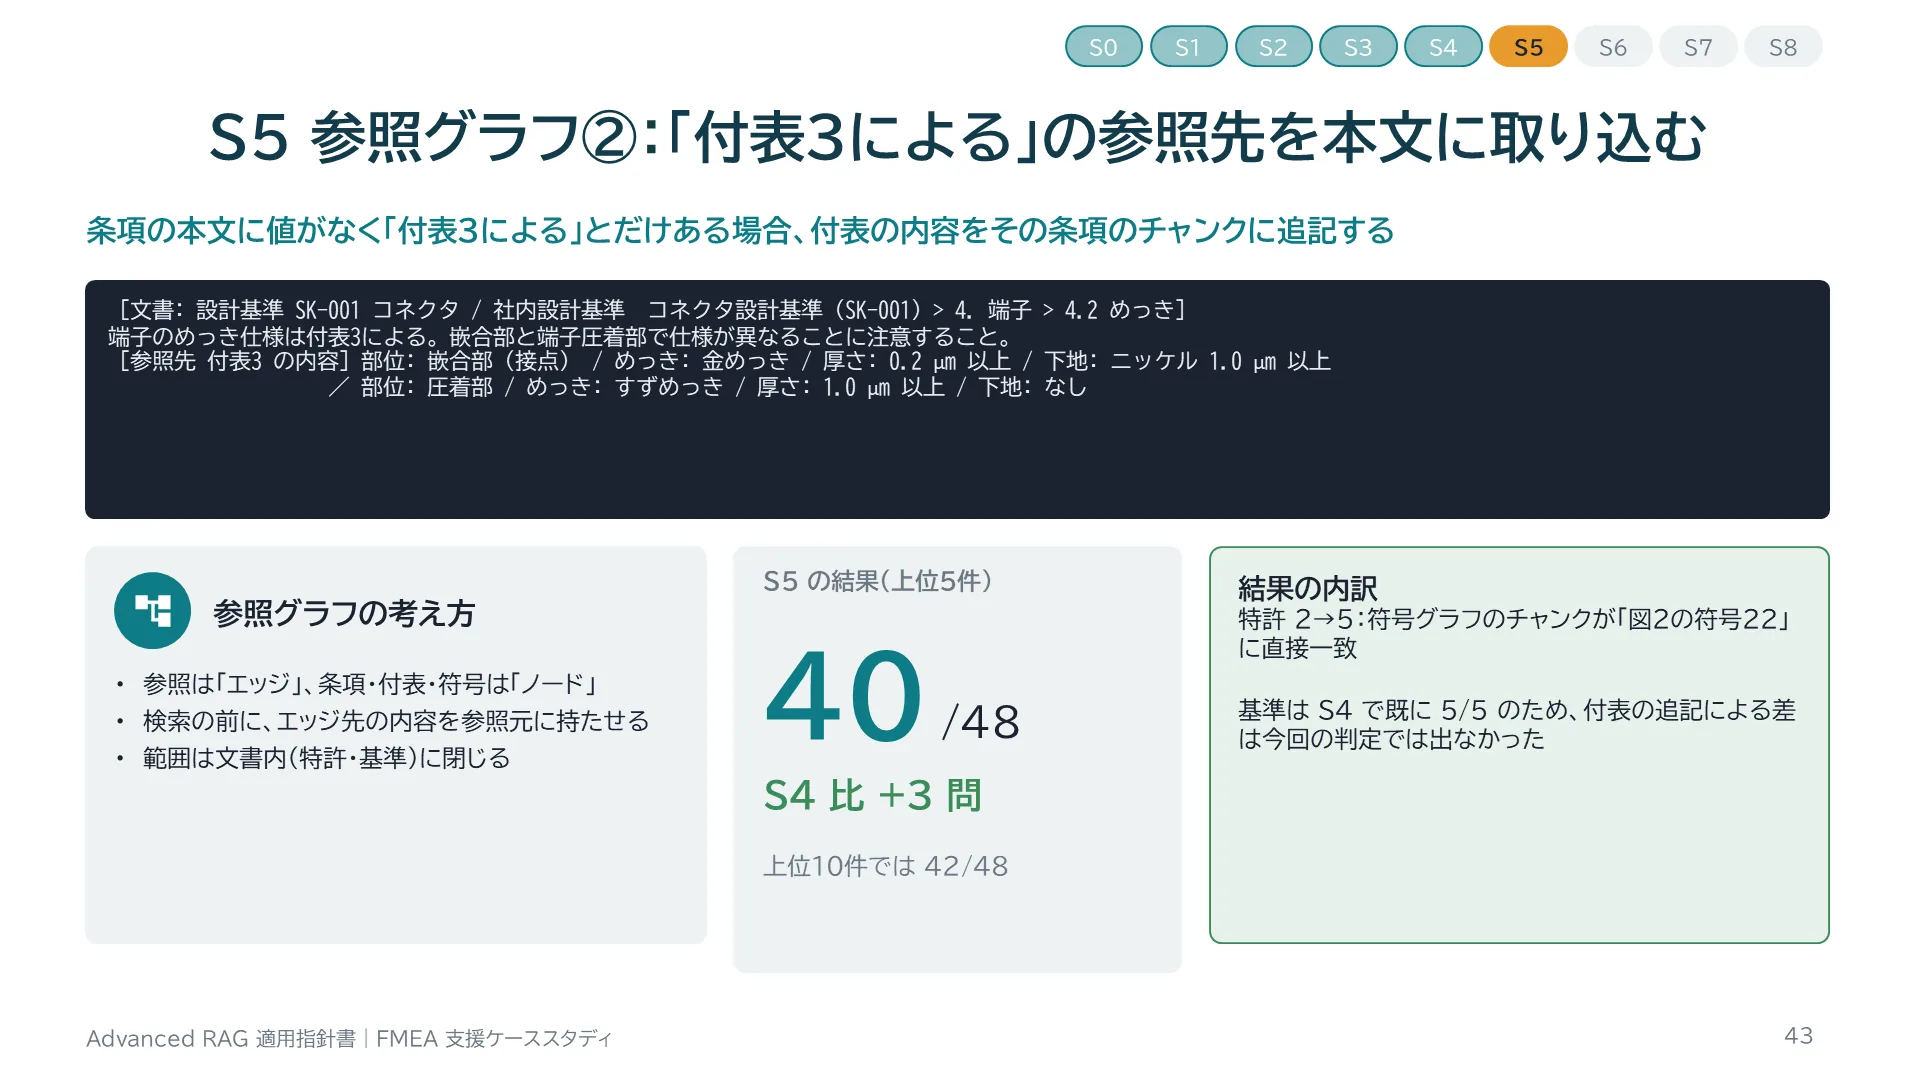 S0 S1 S2 S3 S4 S5 S6 S7 S8
S5 参照グラフ②：「付表3による」の参照先を本文に取り込む
条項の本文に値がなく「付表3による」とだけある場合、付表の内容をその条項のチャンクに追記する
［文書: 設計基準 SK-001 コネクタ / 社内設計基準　コネクタ設計基準（SK-001）> 4. 端子 > 4.2 めっき］
端子のめっき仕様は付表3による。嵌合部と端子圧着部で仕様が異なることに注意すること。
［参照先 付表3 の内容］部位: 嵌合部（接点） / めっき: 金めっき / 厚さ: 0.2 μm 以上 / 下地: ニッケル 1.0 μm 以上
／ 部位: 圧着部 / めっき: すずめっき / 厚さ: 1.0 μm 以上 / 下地: なし
参照グラフの考え方
• 参照は「エッジ」、条項・付表・符号は「ノード」
• 検索の前に、エッジ先の内容を参照元に持たせる
• 範囲は文書内（特許・基準）に閉じる
S5 の結果（上位5件）
40 /48
S4 比 +3 問
上位10件では 42/48
結果の内訳
特許 2→5：符号グラフのチャンクが「図2の符号22」
に直接一致
基準は S4 で既に 5/5 のため、付表の追記による差
は今回の判定では出なかった
Advanced RAG 適用指針書｜FMEA 支援ケーススタディ
43